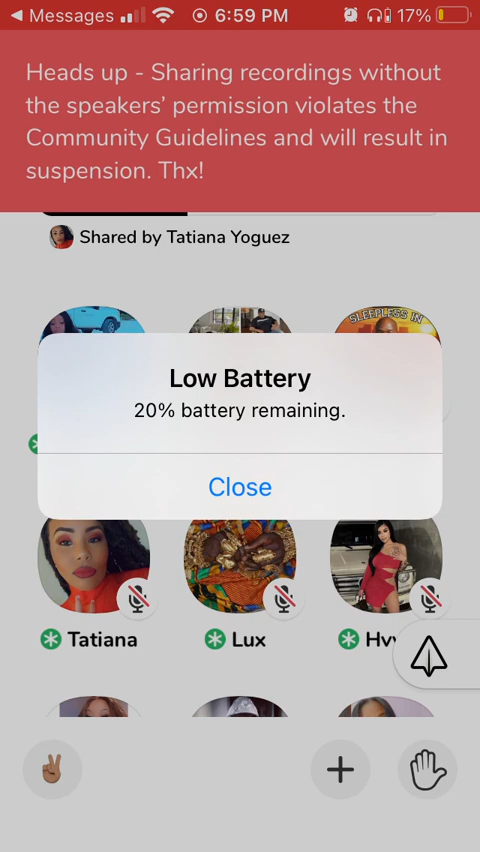 Messages 6:59 PM 17%
Heads up - Sharing recordings without
the speakers’ permission violates the
Community Guidelines and will result in
suspension. Thx!
Shared by Tatiana Yoguez
SLEEPLESS IN
Low Battery
20% battery remaining.
Close
Tatiana Lux